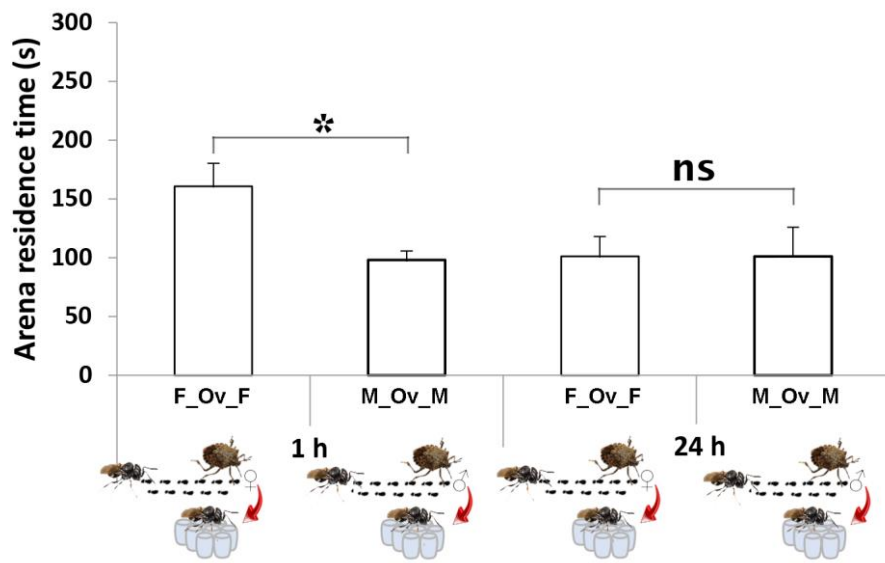 Arena residence time (s)
300
250
200
150
100
50
0
*
ns
F_Ov_F M_Ov_M F_Ov_F M_Ov_M
1 h 24 h
♀ ♂ ♀ ♂